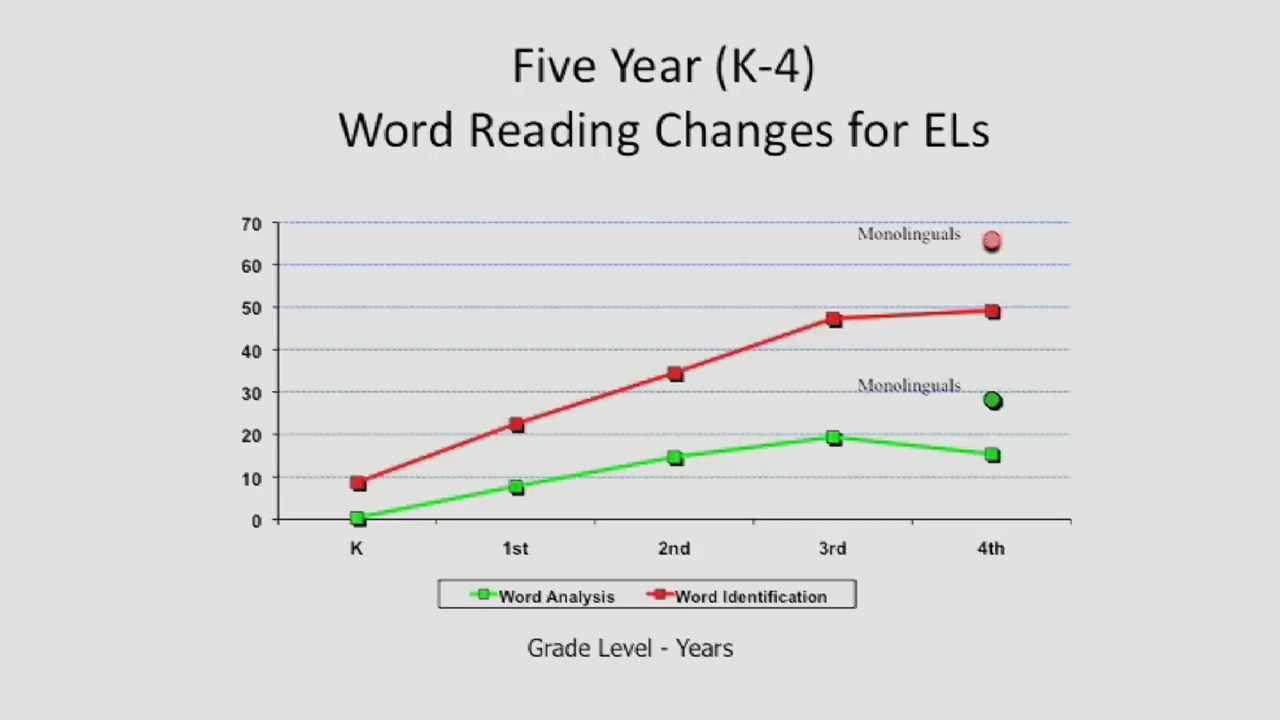 Five Year (K-4)
Word Reading Changes for ELs
70
Monolinguals
60
50
40
30
Monolinguals
20
10
0
K 1st 2nd 3rd 4th
Word Analysis Word Identification
Grade Level - Years